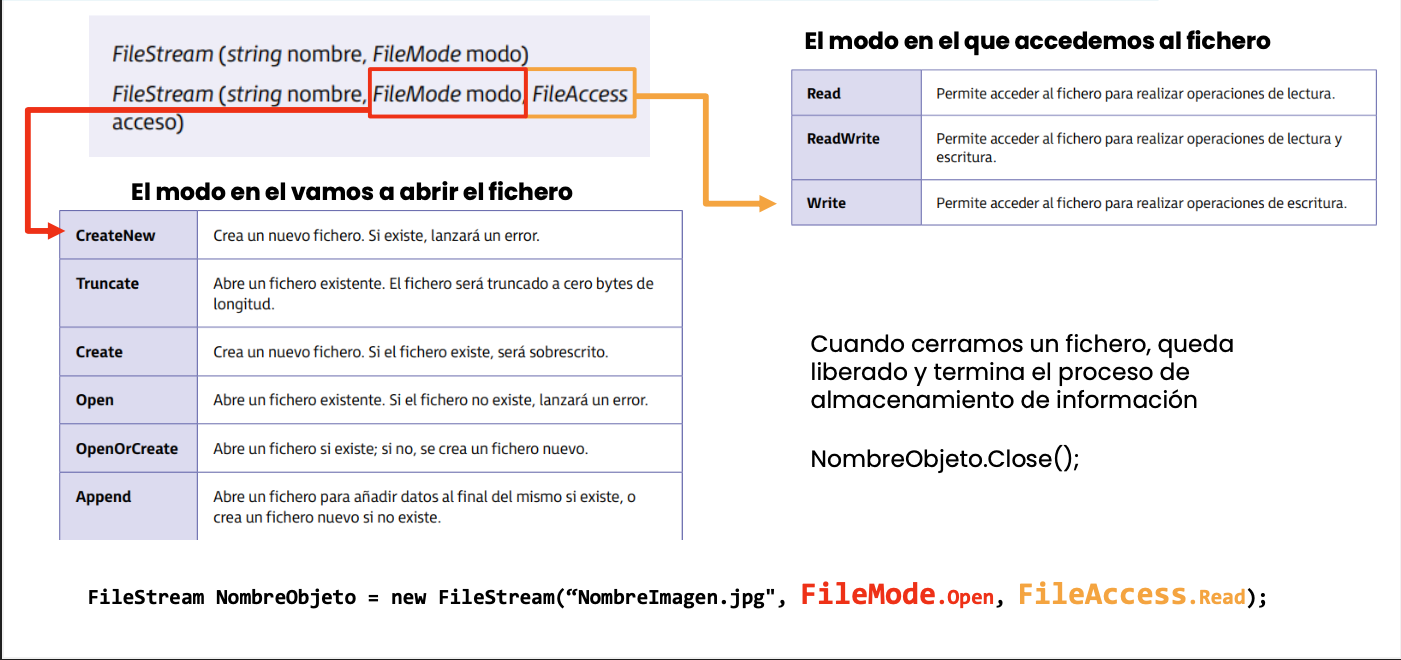 FileStream (string nombre, FileMode modo)
FileStream (string nombre, FileMode modo, FileAccess
acceso)
El modo en el vamos a abrir el fichero
CreateNew Crea un nuevo fichero. Si existe, lanzará un error.
Truncate Abre un fichero existente. El fichero será truncado a cero bytes de
longitud.
Create Crea un nuevo fichero. Si el fichero existe, será sobrescrito.
Open Abre un fichero existente. Si el fichero no existe, lanzará un error.
OpenOrCreate Abre un fichero si existe; si no, se crea un fichero nuevo.
Append Abre un fichero para añadir datos al final del mismo si existe, o
crea un fichero nuevo si no existe.
El modo en el que accedemos al fichero
Read Permite acceder al fichero para realizar operaciones de lectura.
ReadWrite Permite acceder al fichero para realizar operaciones de lectura y
escritura.
Write Permite acceder al fichero para realizar operaciones de escritura.
Cuando cerramos un fichero, queda
liberado y termina el proceso de
almacenamiento de información
NombreObjeto.Close();
FileStream NombreObjeto = new FileStream(“NombreImagen.jpg", FileMode.Open, FileAccess.Read);